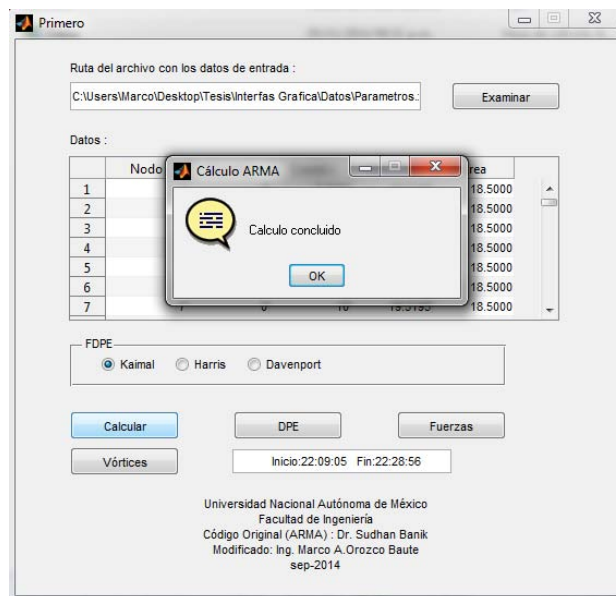 Primero
Ruta del archivo con los datos de entrada :
C:\Users\Marco\Desktop\Tesis\Interfas Grafica\Datos\Parametros.:
Examinar
Datos :
Nodo rea
Cálculo ARMA
Calculo concluido
OK
1 18.5000
2 18.5000
3 18.5000
4 18.5000
5 18.5000
6 18.5000
7 18.5000
FDPE
Kaimal Harris Davenport
Calcular DPE Fuerzas
Vórtices Inicio:22:09:05 Fin:22:28:56
Universidad Nacional Autónoma de México
Facultad de Ingeniería
Código Original (ARMA) : Dr. Sudhan Banik
Modificado: Ing. Marco A.Orozco Baute
sep-2014